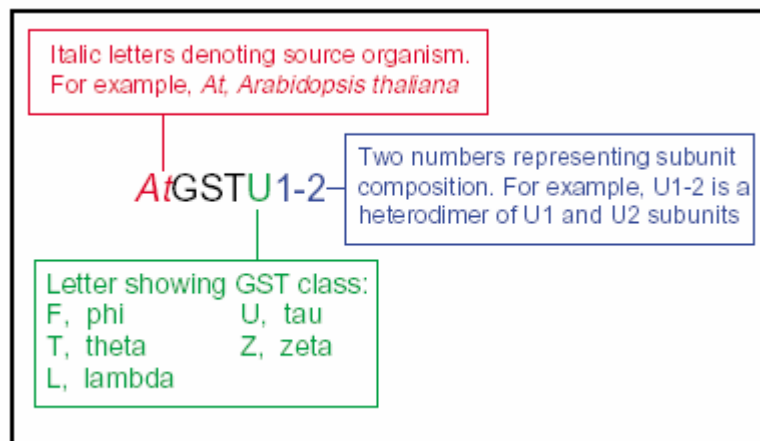 Italic letters denoting source organism.
For example, At, Arabidopsis thaliana
AtGSTU1-2
Two numbers representing subunit
composition. For example, U1-2 is a
heterodimer of U1 and U2 subunits
Letter showing GST class:
F, phi U, tau
T, theta Z, zeta
L, lambda